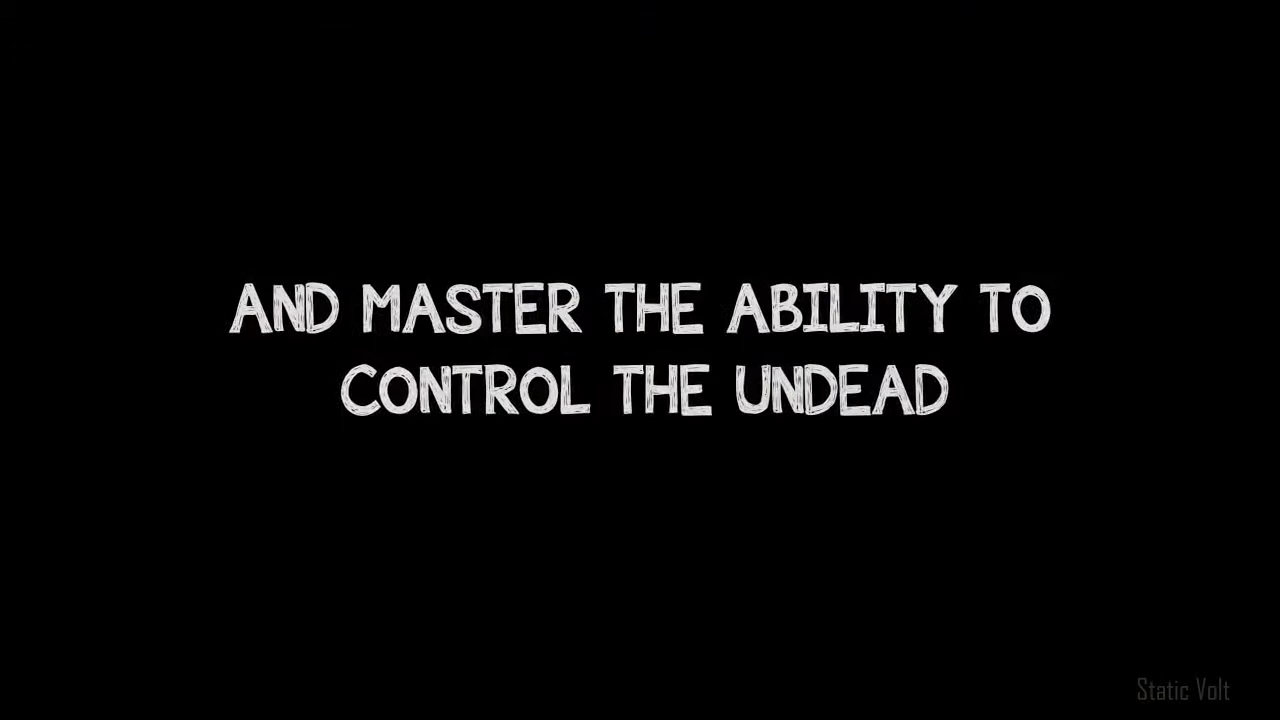 AND MASTER THE ABILITY TO
CONTROL THE UNDEAD
Static Volt